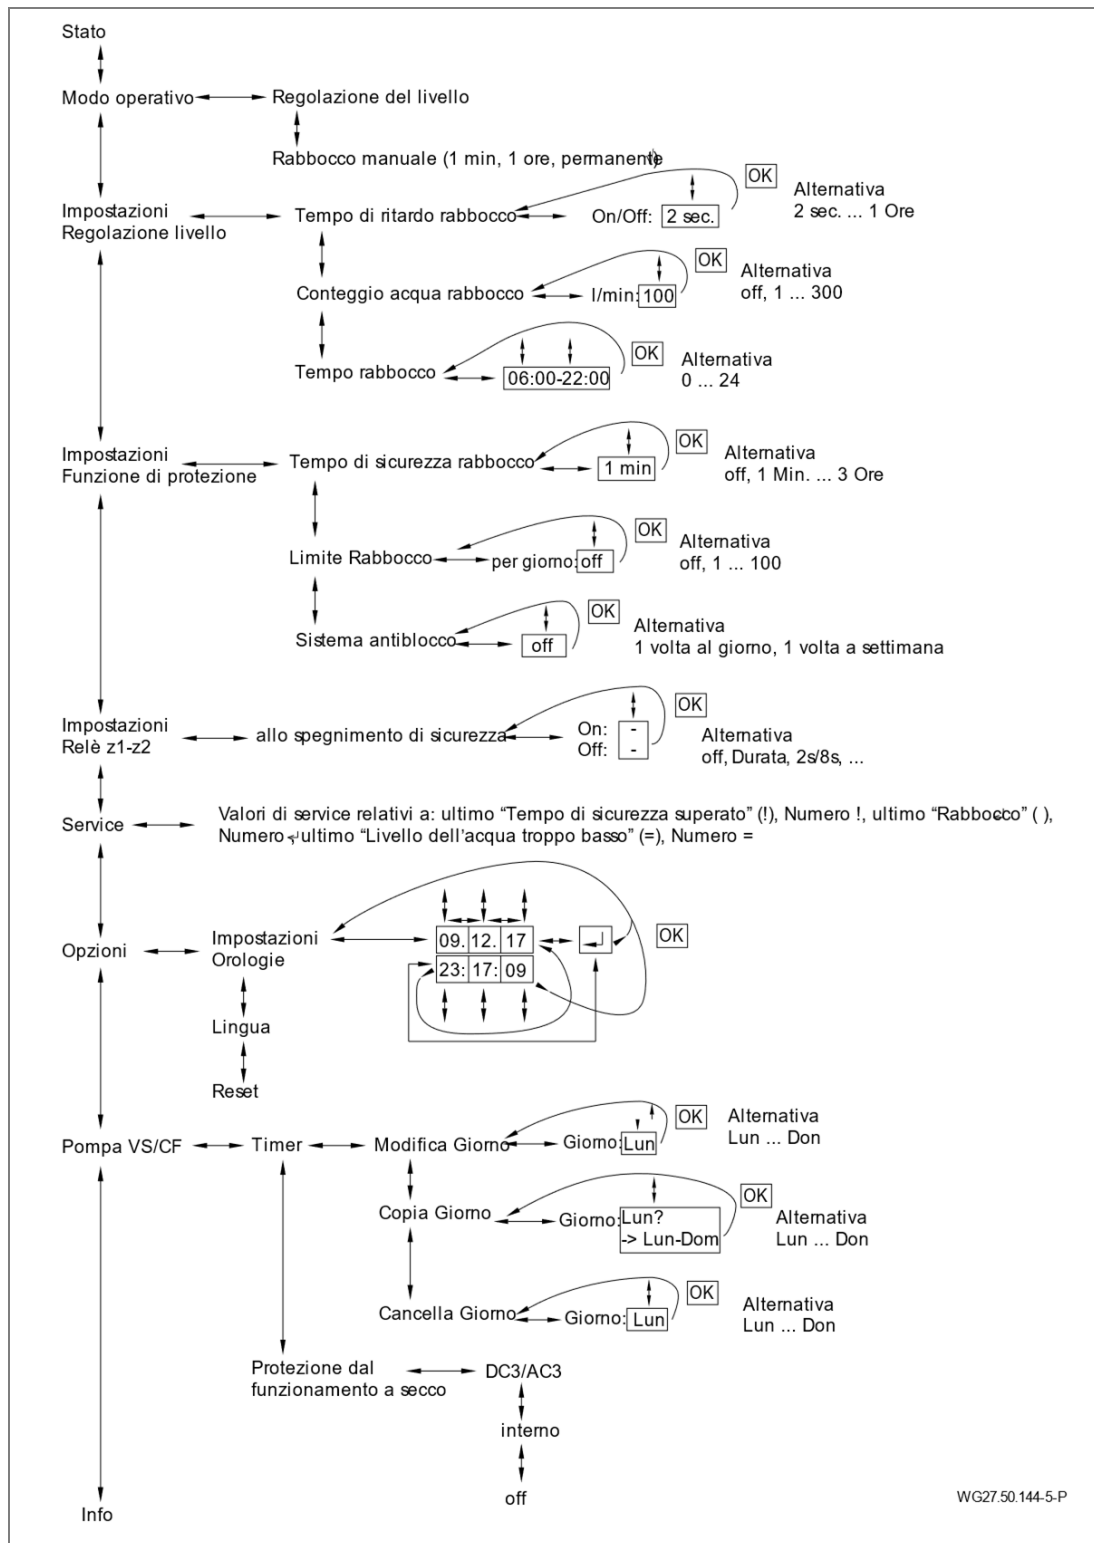 Stato
Modo operativo
Regolazione del livello
Rabbocco manuale (1 min, 1 ore, permanente)
Impostazioni
Regolazione livello
Tempo di ritardo rabbocco
On/Off: 2 sec.
OK
Alternativa
2 sec. ... 1 Ore
Conteggio acqua rabbocco
l/min: 100
OK
Alternativa
off, 1 ... 300
Tempo rabbocco
06:00-22:00
OK
Alternativa
0 ... 24
Impostazioni
Funzione di protezione
Tempo di sicurezza rabbocco
1 min
OK
Alternativa
off, 1 Min. ... 3 Ore
Limite Rabbocco
per giorno: off
OK
Alternativa
off, 1 ... 100
Sistema antiblocco
off
OK
Alternativa
1 volta al giorno, 1 volta a settimana
Impostazioni
Relè z1-z2
allo spegnimento di sicurezza
On: -
Off: -
OK
Alternativa
off, Durata, 2s/8s, ...
Service
Valori di service relativi a: ultimo “Tempo di sicurezza superato” (!), Numero !, ultimo “Rabbocco” ( ),
Numero ↵, ultimo “Livello dell’acqua troppo basso” (=), Numero =
Opzioni
Impostazioni
Orologie
09. 12. 17
23: 17: 09
↵
OK
Lingua
Reset
Pompa VS/CF
Timer
Modifica Giorno
Giorno: Lun
OK
Alternativa
Lun ... Don
Copia Giorno
Giorno: Lun?
-> Lun-Dom
OK
Alternativa
Lun ... Don
Cancella Giorno
Giorno: Lun
OK
Alternativa
Lun ... Don
Protezione dal
funzionamento a secco
DC3/AC3
interno
off
Info
WG27.50.144-5-P